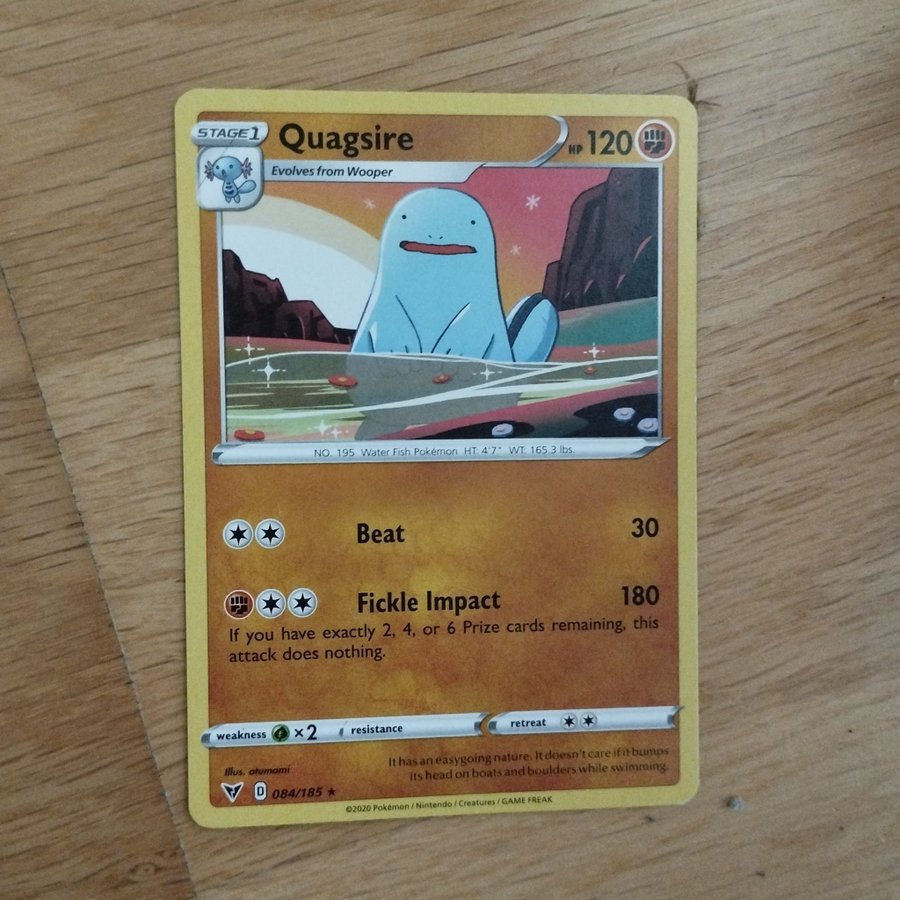 STAGE 1 Quagsire HP 120
Evolves from Wooper
NO. 195 Water Fish Pokémon HT: 4'7" WT: 165.3 lbs.
Beat 30
Fickle Impact 180
If you have exactly 2, 4, or 6 Prize cards remaining, this
attack does nothing.
weakness ×2 resistance retreat
It has an easygoing nature. It doesn't care if it bumps
its head on boats and boulders while swimming.
Illus. otumami
D 084/185 ★
©2020 Pokémon / Nintendo / Creatures / GAME FREAK